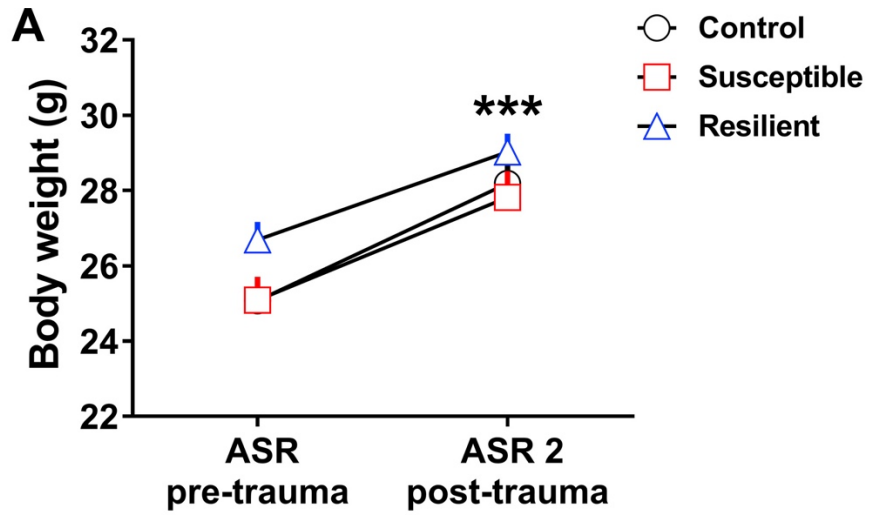 A
Control
Susceptible
Resilient
Body weight (g)
32
30
28
26
24
22
***
ASR
pre-trauma
ASR 2
post-trauma